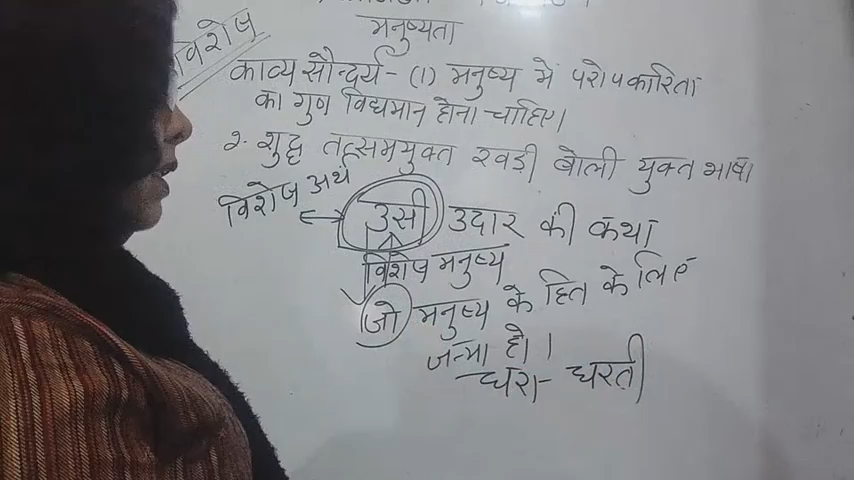 मनुष्यता
विशेष
काव्य सौन्दर्य - (1) मनुष्य में परोपकारिता
का गुण विद्यमान होना चाहिए।
२. शुद्ध तत्समयुक्त खड़ी बोली युक्त भाषा
विशेष अर्थ
उसी उदार की कथा
विशेष मनुष्य
जो मनुष्य के हित के लिए
जन्मा हो।
धरा - धरती